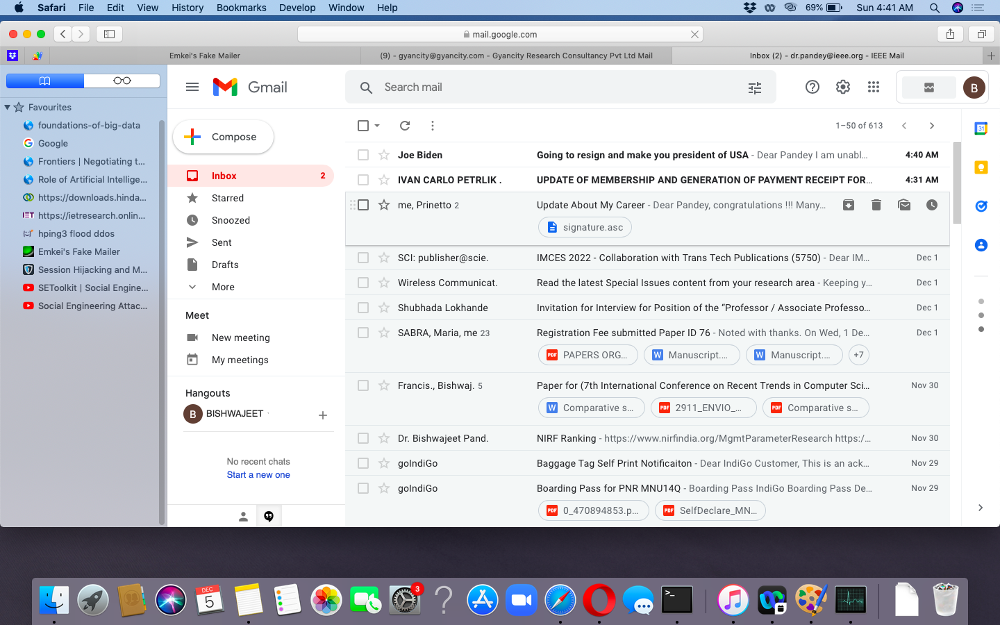 Safari File Edit View History Bookmarks Develop Window Help 69% Sun 4:41 AM
mail.google.com
Emkei's Fake Mailer
(9) - gyancity@gyancity.com - Gyancity Research Consultancy Pvt Ltd Mail
Inbox (2) - dr.pandey@ieee.org - IEEE Mail
Favourites
foundations-of-big-data
Google
Frontiers | Negotiating t...
Role of Artificial Intellige...
https://downloads.hinda...
https://ietresearch.onlin...
hping3 flood ddos
Emkei's Fake Mailer
Session Hijacking and M...
SEToolkit | Social Engine...
Social Engineering Attac...
Gmail
Search mail
B
Compose
Inbox 2
Starred
Snoozed
Sent
Drafts
More
Meet
New meeting
My meetings
Hangouts
B BISHWAJEET
No recent chats
Start a new one
1–50 of 613
Joe Biden Going to resign and make you president of USA - Dear Pandey I am unabl... 4:40 AM
IVAN CARLO PETRLIK . UPDATE OF MEMBERSHIP AND GENERATION OF PAYMENT RECEIPT FOR... 4:31 AM
me, Prinetto 2 Update About My Career - Dear Pandey, congratulations !!! Many...
signature.asc
SCI: publisher@scie. IMCES 2022 - Collaboration with Trans Tech Publications (5750) - Dear IM... Dec 1
Wireless Communicat. Read the latest Special Issues content from your research area - Keeping y... Dec 1
Shubhada Lokhande Invitation for Interview for Position of the “Professor / Associate Professo... Dec 1
SABRA, Maria, me 23 Registration Fee submitted Paper ID 76 - Noted with thanks. On Wed, 1 De... Dec 1
PDF PAPERS ORG... W Manuscript.... W Manuscript.... +7
Francis., Bishwaj. 5 Paper for (7th International Conference on Recent Trends in Computer Sci... Nov 30
W Comparative s... PDF 2911_ENVIO_... PDF Comparative s...
Dr. Bishwajeet Pand. NIRF Ranking - https://www.nirfindia.org/MgmtParameterResearch https:/... Nov 30
goIndiGo Baggage Tag Self Print Notificaiton - Dear IndiGo Customer, This is an ack... Nov 29
goIndiGo Boarding Pass for PNR MNU14Q - Boarding Pass IndiGo Boarding Pass De... Nov 29
PDF 0_470894853.p... PDF SelfDeclare_MN...
31
DEC
5
3